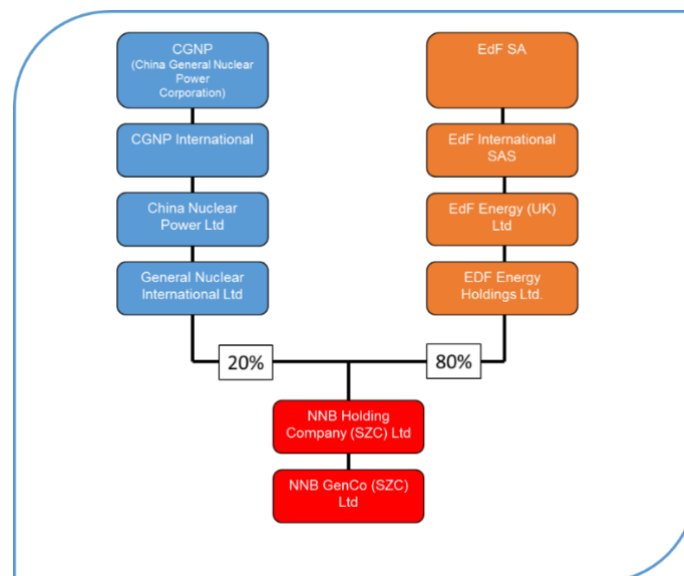 CGNP
(China General Nuclear
Power
Corporation)
EdF SA
CGNP International
EdF International
SAS
China Nuclear
Power Ltd
EdF Energy (UK)
Ltd
General Nuclear
International Ltd
EDF Energy
Holdings Ltd.
20%
80%
NNB Holding
Company (SZC) Ltd
NNB GenCo (SZC)
Ltd